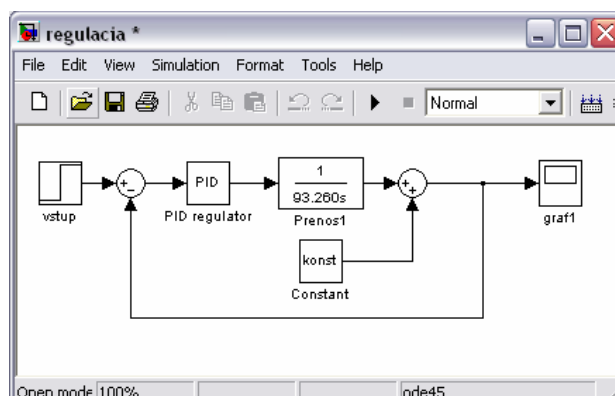 regulacia *
File Edit View Simulation Format Tools Help
Normal
+
-
PID
1
93.260s
+
+
vstup
PID regulator
Prenos1
graf1
konst
Constant
Open mode 100% ode45